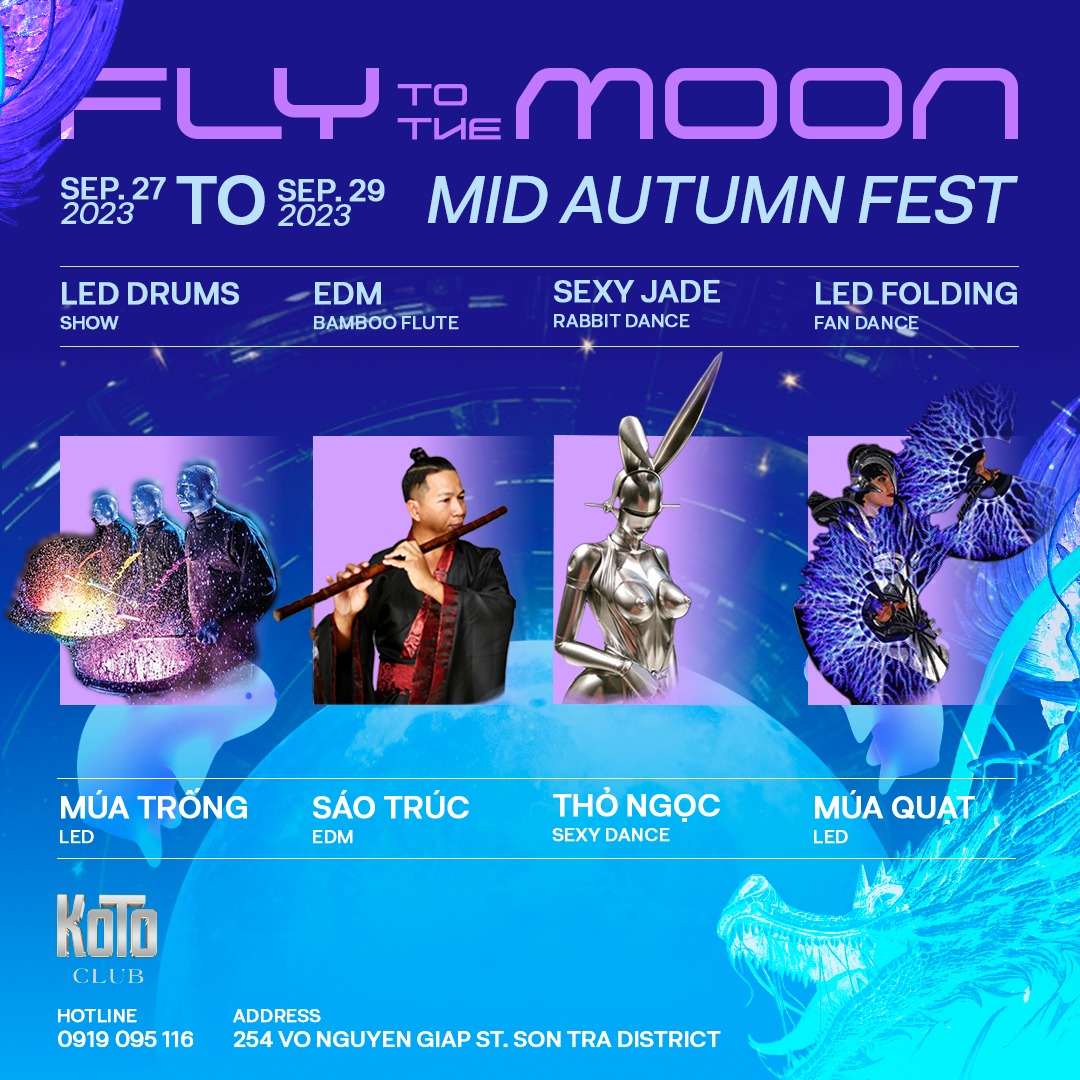 FLY TO THE MOON
SEP. 27 2023 TO SEP. 29 2023
MID AUTUMN FEST
LED DRUMS
SHOW
EDM
BAMBOO FLUTE
SEXY JADE
RABBIT DANCE
LED FOLDING
FAN DANCE
MÚA TRỐNG
LED
SÁO TRÚC
EDM
THỎ NGỌC
SEXY DANCE
MÚA QUẠT
LED
KOTO
CLUB
HOTLINE
0919 095 116
ADDRESS
254 VO NGUYEN GIAP ST. SON TRA DISTRICT